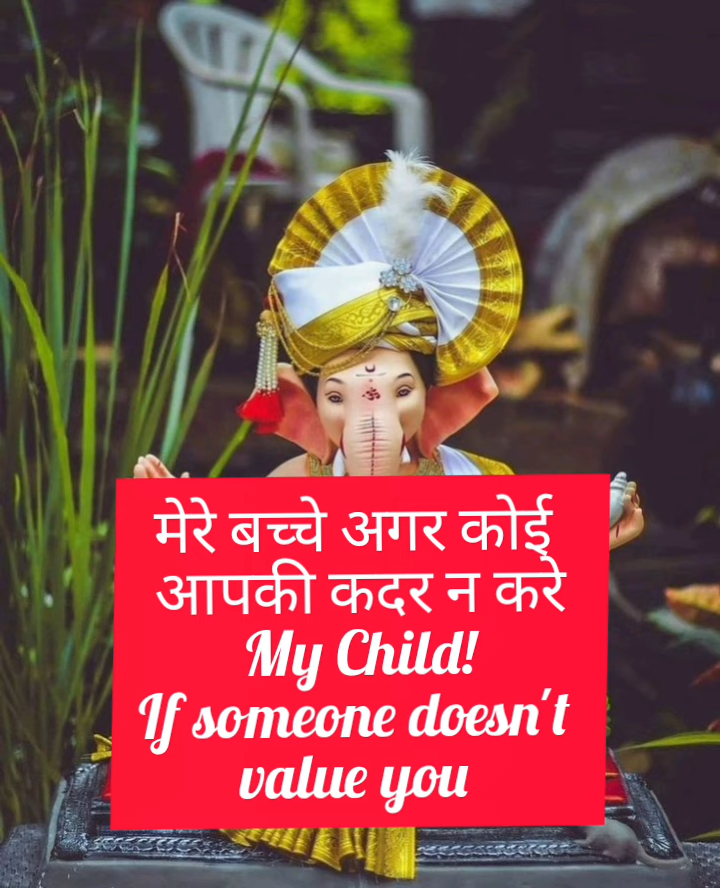 मेरे बच्चे अगर कोई
आपकी कदर न करे
My Child!
If someone doesn't
value you